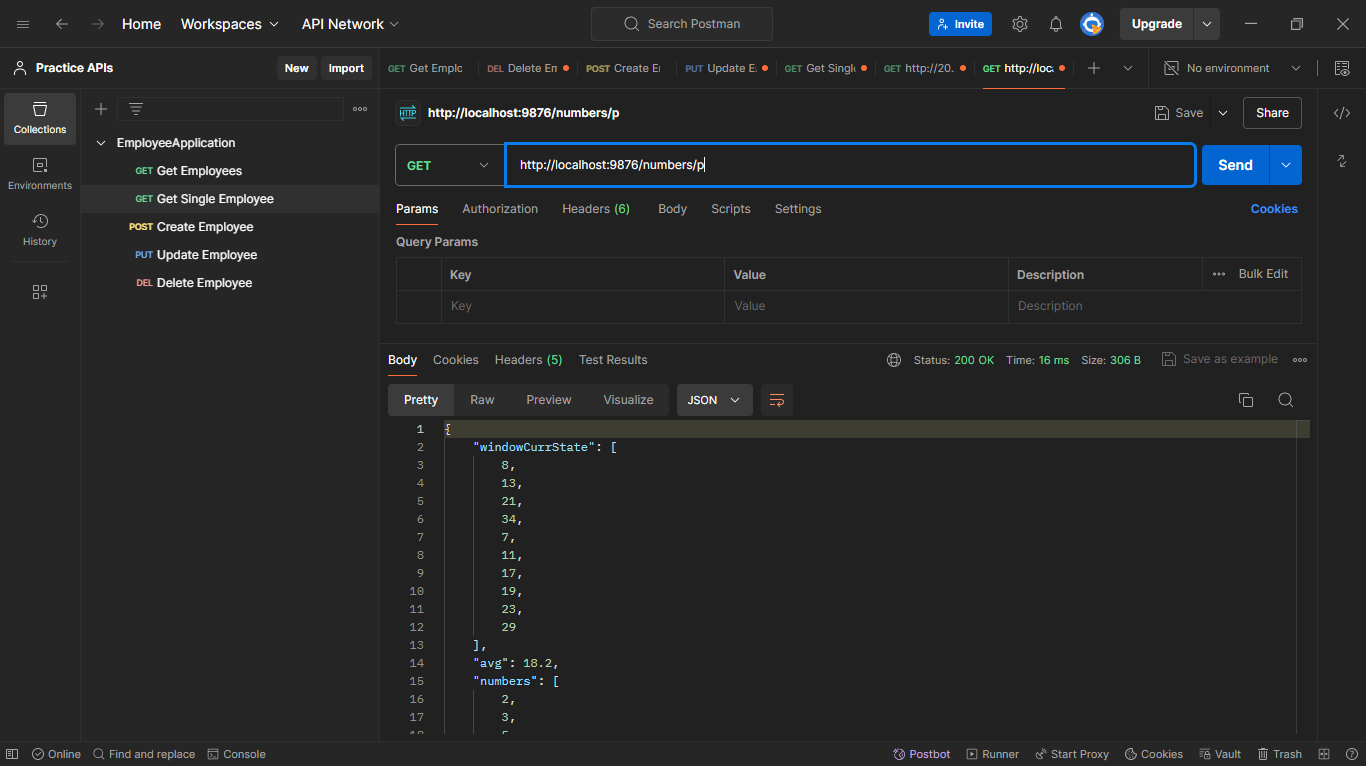 Home Workspaces API Network Search Postman Invite Upgrade
Practice APIs New Import GET Get Emplc DEL Delete Em POST Create E PUT Update E. GET Get Singl GET http://20. GET http://loc. No environment
Collections
Environments
History
EmployeeApplication
GET Get Employees
GET Get Single Employee
POST Create Employee
PUT Update Employee
DEL Delete Employee
HTTP http://localhost:9876/numbers/p Save Share
GET http://localhost:9876/numbers/p Send
Params Authorization Headers (6) Body Scripts Settings Cookies
Query Params
Key Value Description Bulk Edit
Key Value Description
Body Cookies Headers (5) Test Results Status: 200 OK Time: 16 ms Size: 306 B Save as example
Pretty Raw Preview Visualize JSON
1 {
2 "windowCurrState": [
3 8,
4 13,
5 21,
6 34,
7 7,
8 11,
9 17,
10 19,
11 23,
12 29
13 ],
14 "avg": 18.2,
15 "numbers": [
16 2,
17 3,
Online Find and replace Console Postbot Runner Start Proxy Cookies Vault Trash